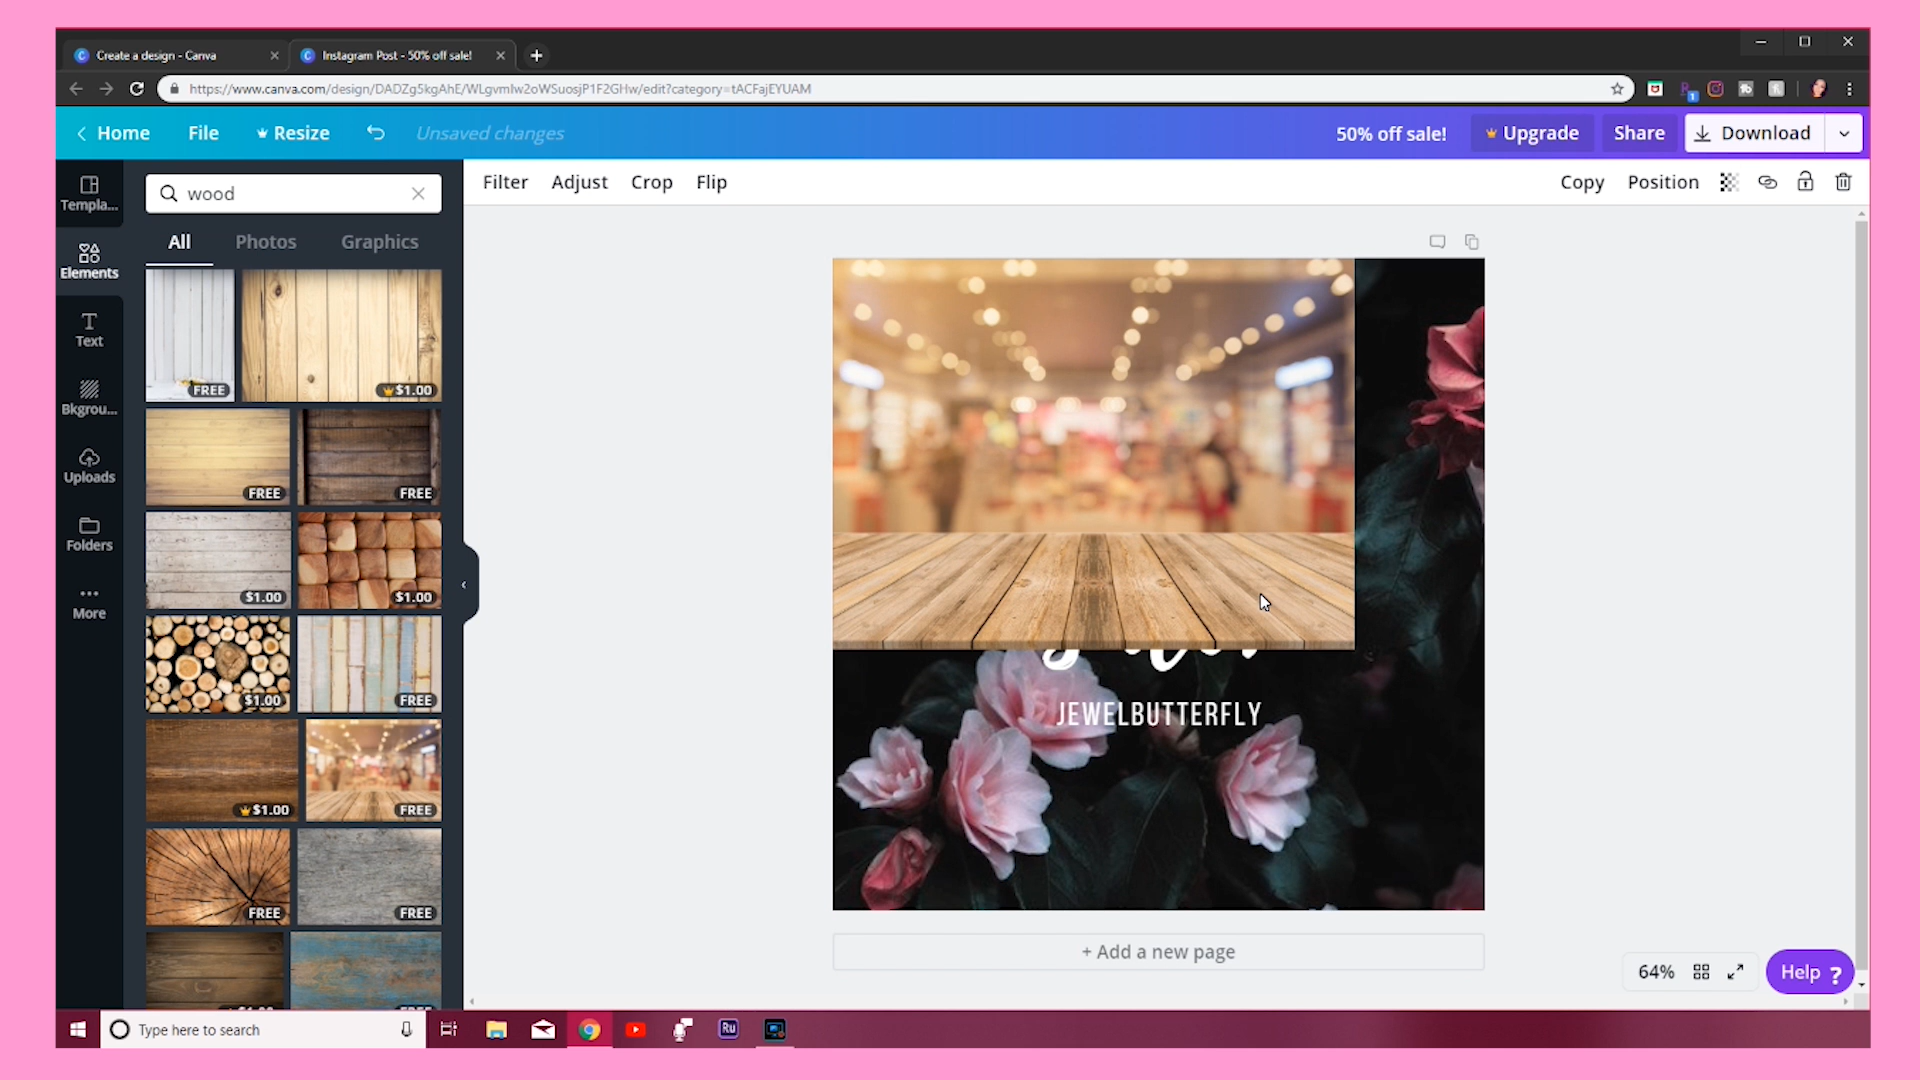 Create a design - Canva
Instagram Post - 50% off sale!
https://www.canva.com/design/DADZg5kgAhE/WLgvmIw2oWSuosjP1F2GHw/edit?category=tACFajEYUAM
Home
File
Resize
Unsaved changes
50% off sale!
Upgrade
Share
Download
Templa...
Elements
Text
Bkgrou...
Uploads
Folders
More
wood
All
Photos
Graphics
FREE
$1.00
FREE
FREE
$1.00
$1.00
$1.00
FREE
$1.00
FREE
FREE
FREE
Filter
Adjust
Crop
Flip
Copy
Position
JEWELBUTTERFLY
+ Add a new page
64%
Help ?
Type here to search
Ru